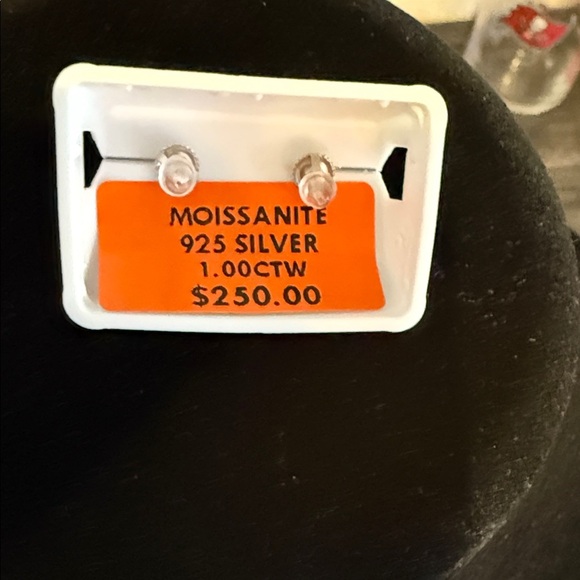 MOISSANITE
925 SILVER
1.00CTW
$250.00